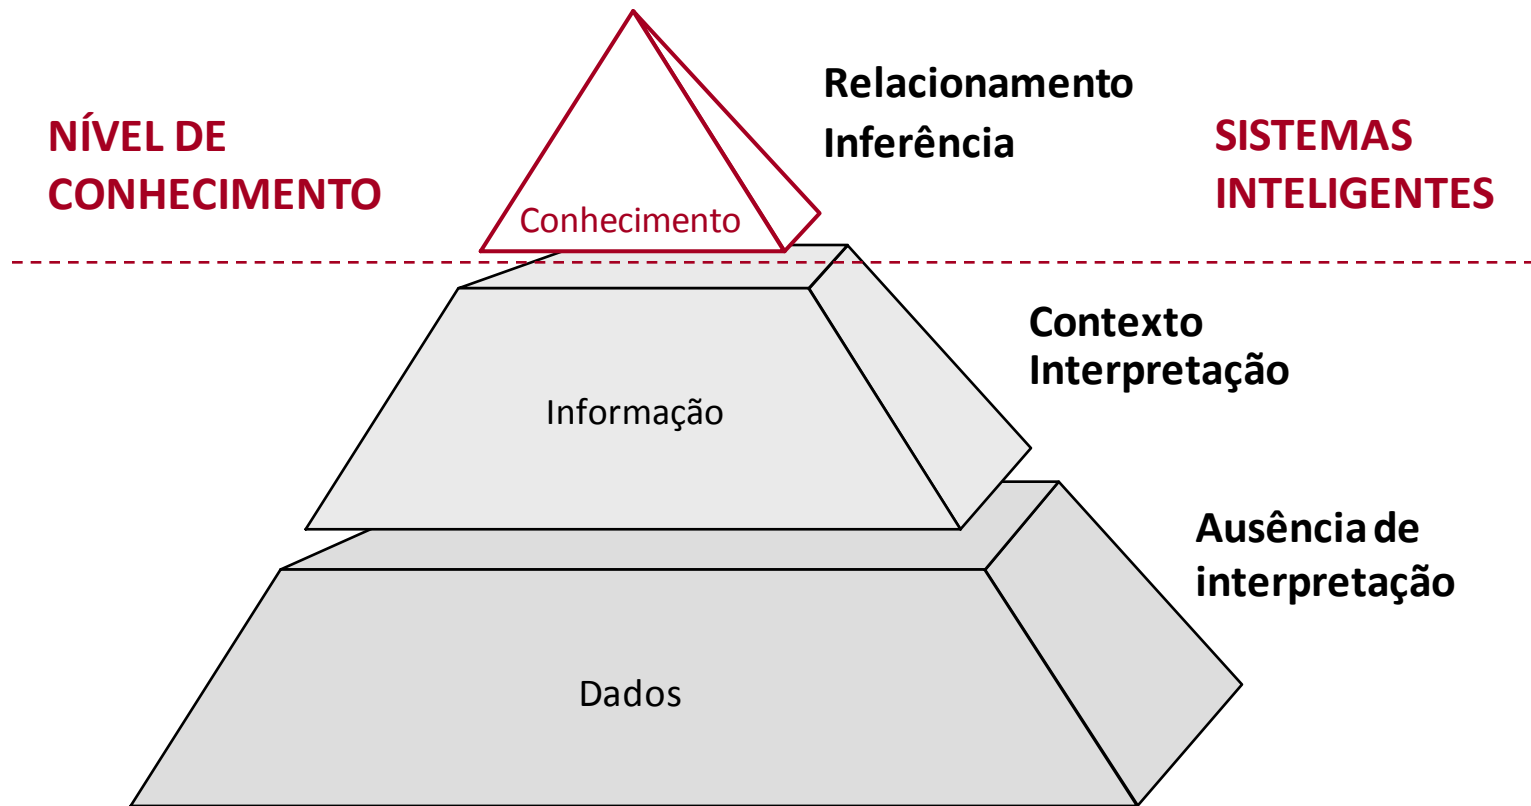 Relacionamento
Inferência
NÍVEL DE
CONHECIMENTO
SISTEMAS
INTELIGENTES
Conhecimento
Contexto
Interpretação
Informação
Ausência de
interpretação
Dados